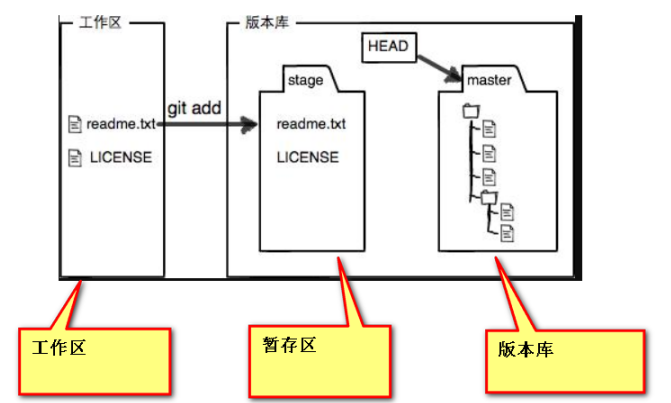 工作区
版本库
HEAD
stage
master
git add
readme.txt
readme.txt
LICENSE
LICENSE
工作区
暂存区
版本库